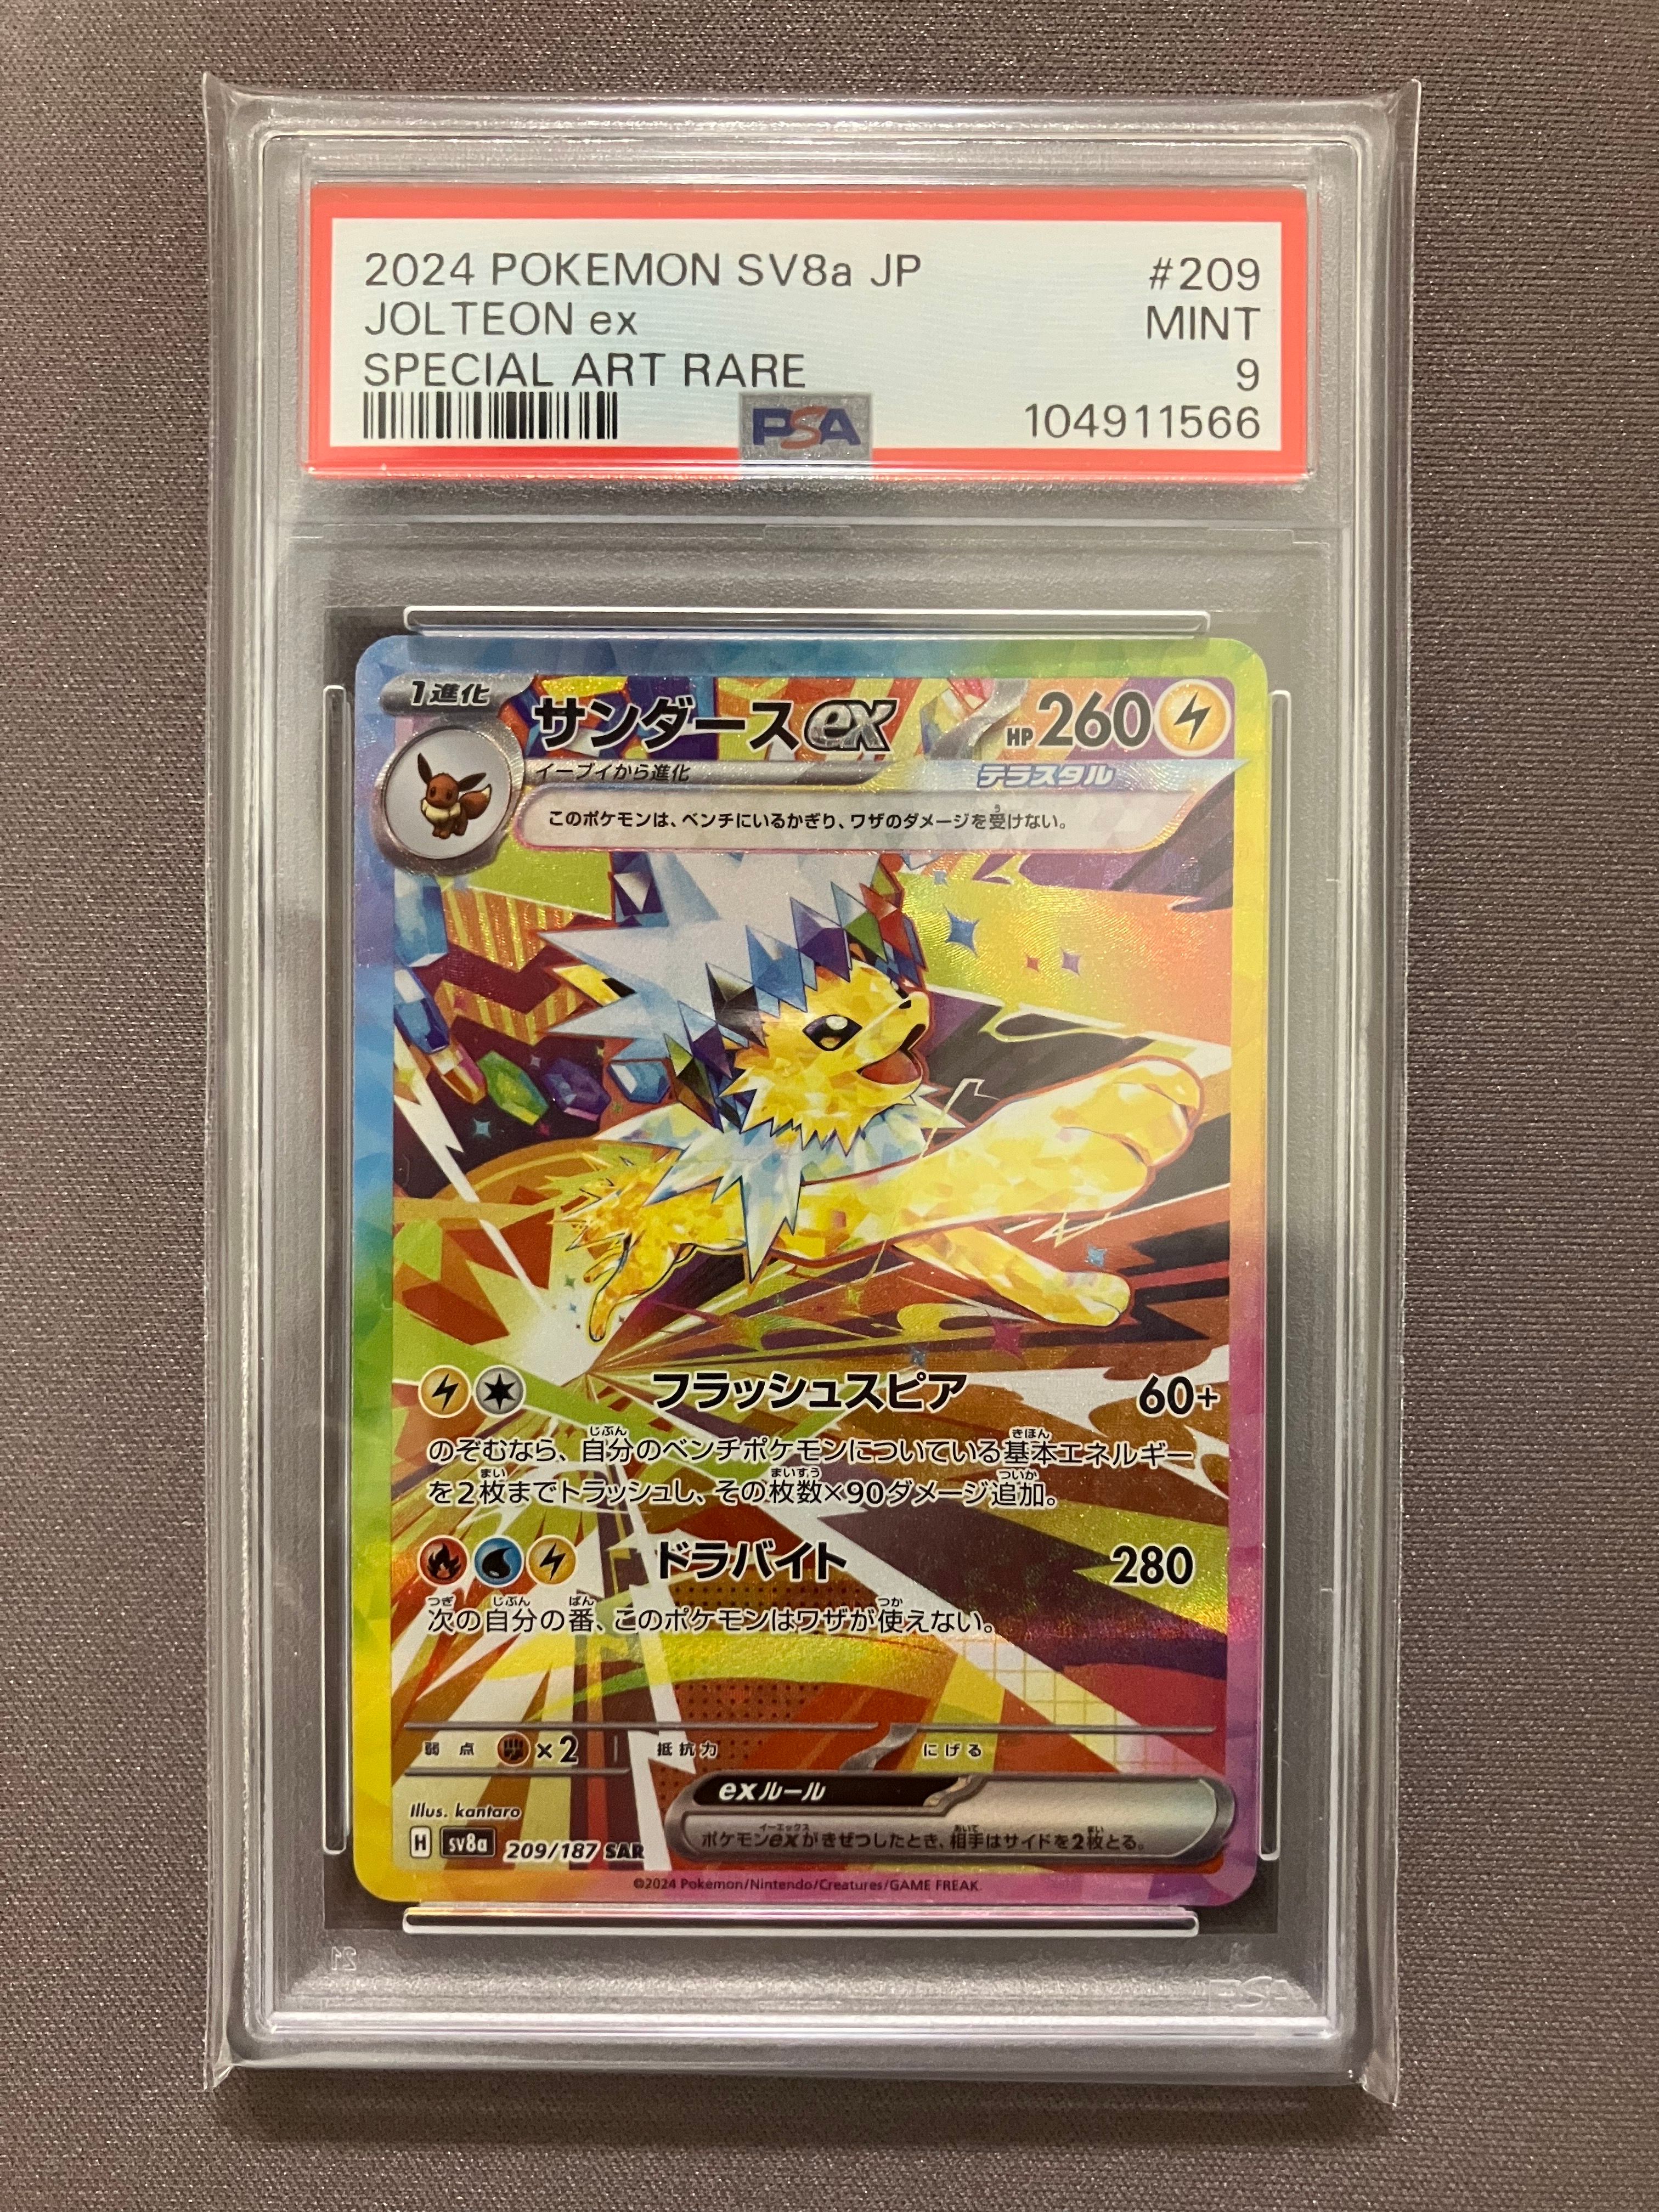 2024 POKEMON SV8a JP #209
JOLTEON ex MINT
SPECIAL ART RARE 9
PSA 104911566
1進化 サンダースex HP 260
イーブイから進化 テラスタル
このポケモンは、ベンチにいるかぎり、ワザのダメージを受けない。
フラッシュスピア 60+
のぞむなら、自分のベンチポケモンについている基本エネルギー
を2枚までトラッシュし、その枚数×90ダメージ追加。
ドラバイト 280
次の自分の番、このポケモンはワザが使えない。
弱点 ×2 抵抗力 にげる
exルール
ポケモンexがきぜつしたとき、相手はサイドを2枚とる。
Illus. kantaro
H sv8a 209/187 SAR
©2024 Pokémon/Nintendo/Creatures/GAME FREAK.
PSA